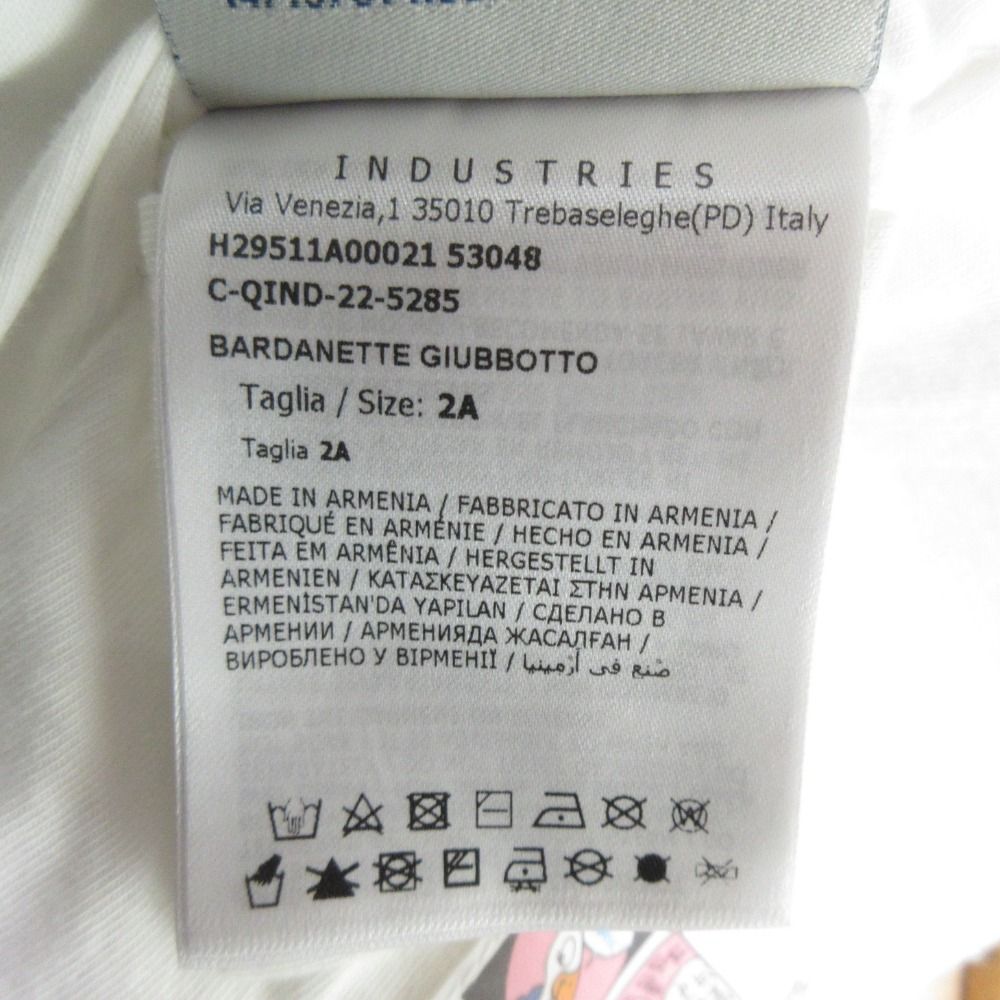 INDUSTRIES
Via Venezia,1 35010 Trebaseleghe(PD) Italy
H29511A00021 53048
C-QIND-22-5285
BARDANETTE GIUBBOTTO
Taglia / Size: 2A
Taglia 2A
MADE IN ARMENIA / FABBRICATO IN ARMENIA /
FABRIQUÉ EN ARMÉNIE / HECHO EN ARMENIA /
FEITA EM ARMÊNIA / HERGESTELLT IN
ARMENIEN / ΚΑΤΑΣΚΕΥΑΖΕΤΑΙ ΣΤΗΝ ΑΡΜΕΝΙΑ /
ERMENİSTAN'DA YAPILAN / СДЕЛАНО В
АРМЕНИИ / АРМЕНИЯДА ЖАСАЛҒАН /
ВИРОБЛЕНО У ВІРМЕНІЇ / صنع في أرمينيا